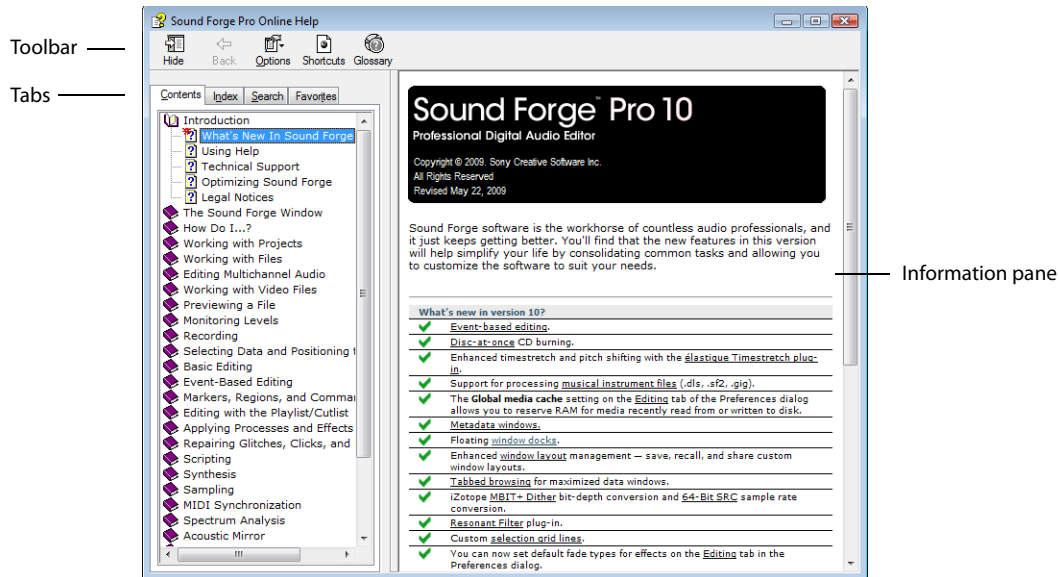 Sound Forge Pro Online Help
Hide Back Options Shortcuts Glossary
Toolbar
Tabs
Contents Index Search Favorites
Introduction
What's New In Sound Forge
Using Help
Technical Support
Optimizing Sound Forge
Legal Notices
The Sound Forge Window
How Do I...?
Working with Projects
Working with Files
Editing Multichannel Audio
Working with Video Files
Previewing a File
Monitoring Levels
Recording
Selecting Data and Positioning
Basic Editing
Event-Based Editing
Markers, Regions, and
Editing with the Playlist/Cutlist
Applying Processes and Effects
Repairing Glitches, Clicks, and
Scripting
Synthesis
Sampling
MIDI Synchronization
Spectrum Analysis
Acoustic Mirror
Sound Forge™ Pro 10
Professional Digital Audio Editor
Copyright © 2009. Sony Creative Software Inc.
All Rights Reserved
Revised May 22, 2009
Sound Forge software is the workhorse of countless audio professionals, and
it just keeps getting better. You'll find that the new features in this version
will help simplify your life by consolidating common tasks and allowing you
to customize the software to suit your needs.
Information pane
What's new in version 10?
Event-based editing.
Disc-at-once CD burning.
Enhanced timestretch and pitch shifting with the élastique Timestretch plug-
in.
Support for processing musical instrument files (.dls, .sf2, .gig).
The Global media cache setting on the Editing tab of the Preferences dialog
allows you to reserve RAM for media recently read from or written to disk.
Metadata windows.
Floating window docks.
Enhanced window layout management — save, recall, and share custom
window layouts.
Tabbed browsing for maximized data windows.
iZotope MBIT+ Dither bit-depth conversion and 64-Bit SRC sample rate
conversion.
Resonant Filter plug-in.
Custom selection grid lines.
You can now set default fade types for effects on the Editing tab in the
Preferences dialog.